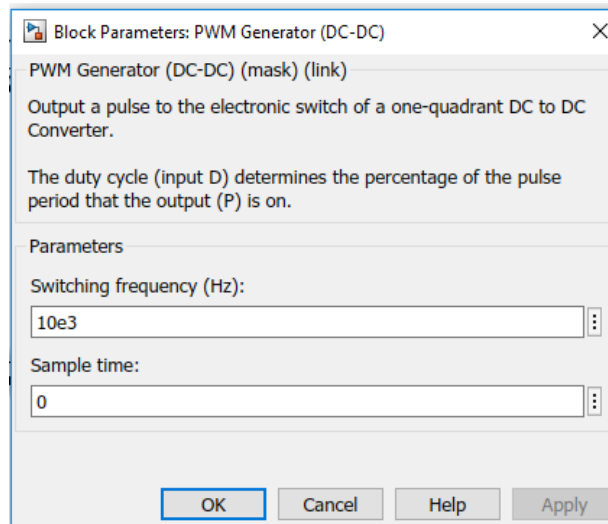 Block Parameters: PWM Generator (DC-DC)
PWM Generator (DC-DC) (mask) (link)
Output a pulse to the electronic switch of a one-quadrant DC to DC
Converter.
The duty cycle (input D) determines the percentage of the pulse
period that the output (P) is on.
Parameters
Switching frequency (Hz):
10e3
Sample time:
0
OK Cancel Help Apply